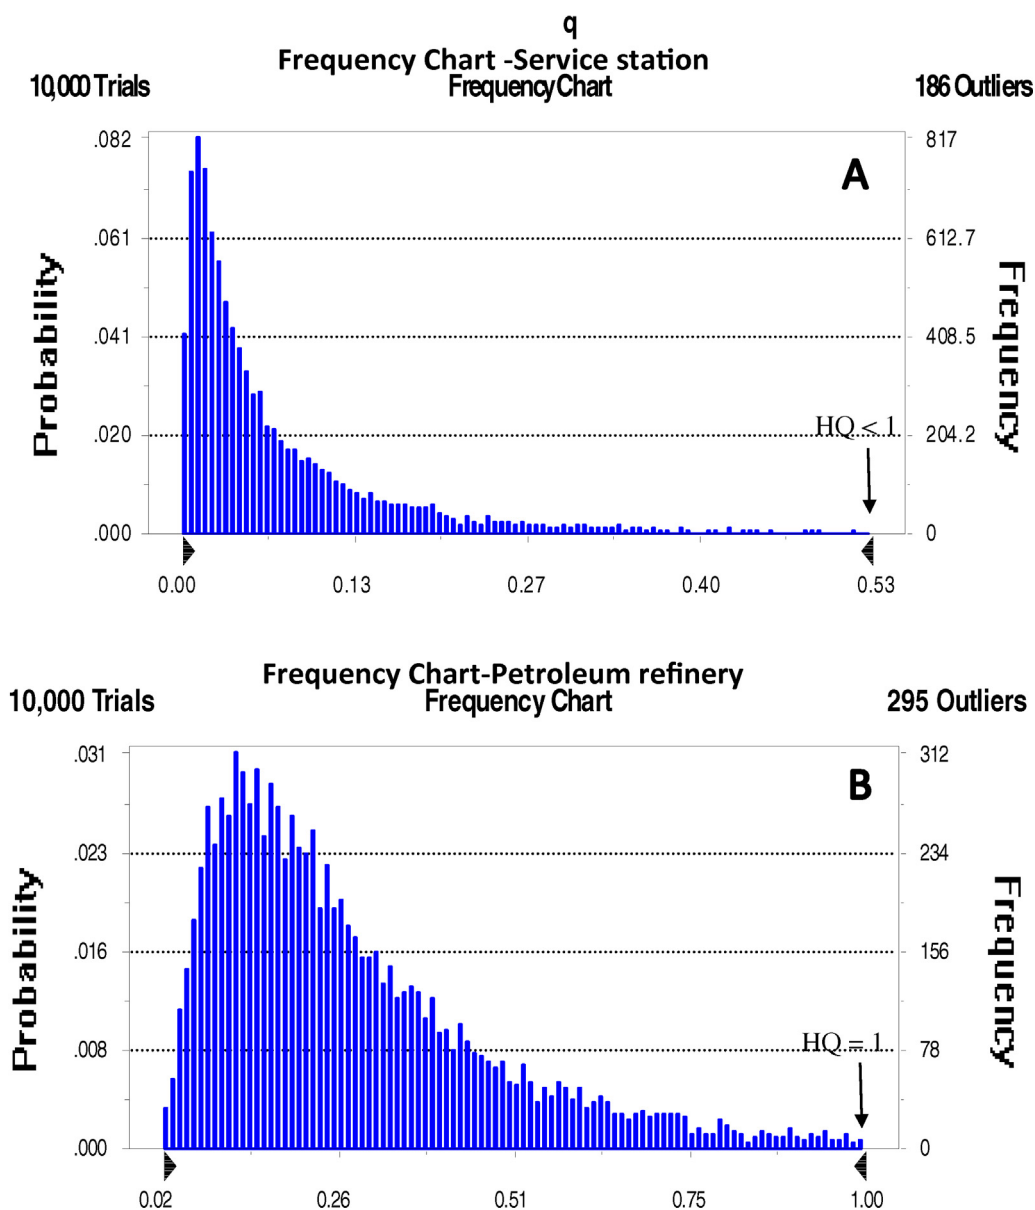 q
Frequency Chart -Service station
10,000 Trials Frequency Chart 186 Outliers
.082 817
A
.061 612.7
Probability Frequency
.041 408.5
HQ < 1
.020 204.2
.000 0
0.00 0.13 0.27 0.40 0.53
Frequency Chart-Petroleum refinery
10,000 Trials Frequency Chart 295 Outliers
.031 312
B
.023 234
Probability Frequency
.016 156
HQ = 1
.008 78
.000 0
0.02 0.26 0.51 0.75 1.00